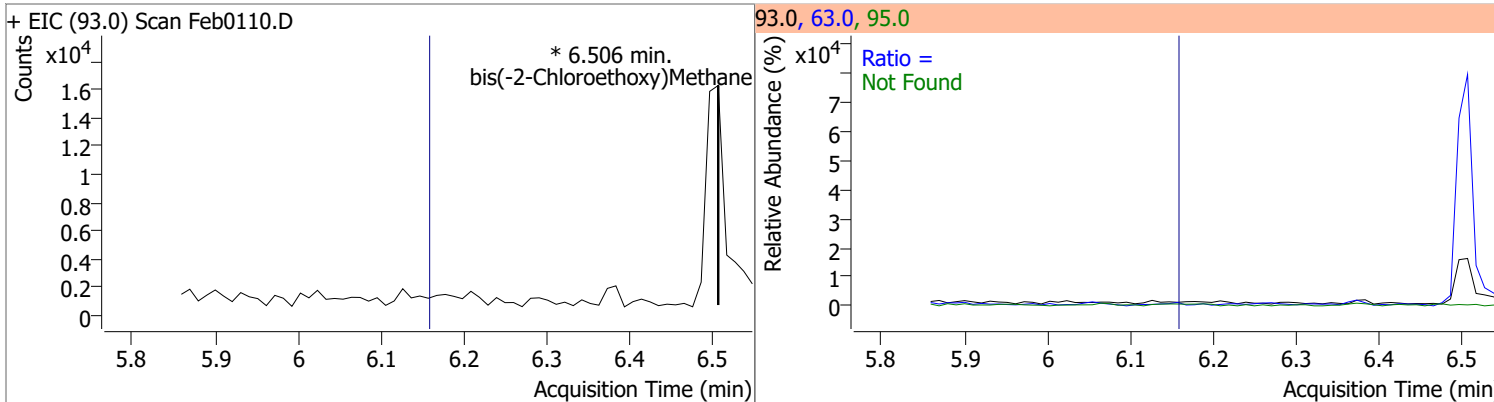 + EIC (93.0) Scan Feb0110.D
Counts
x10⁴
* 6.506 min.
bis(-2-Chloroethoxy)Methane
1.6
1.4
1.2
1
0.8
0.6
0.4
0.2
0
5.8 5.9 6 6.1 6.2 6.3 6.4 6.5
Acquisition Time (min)
93.0, 63.0, 95.0
Relative Abundance (%)
x10⁴
Ratio =
Not Found
7
6
5
4
3
2
1
0
5.8 5.9 6 6.1 6.2 6.3 6.4 6.5
Acquisition Time (min